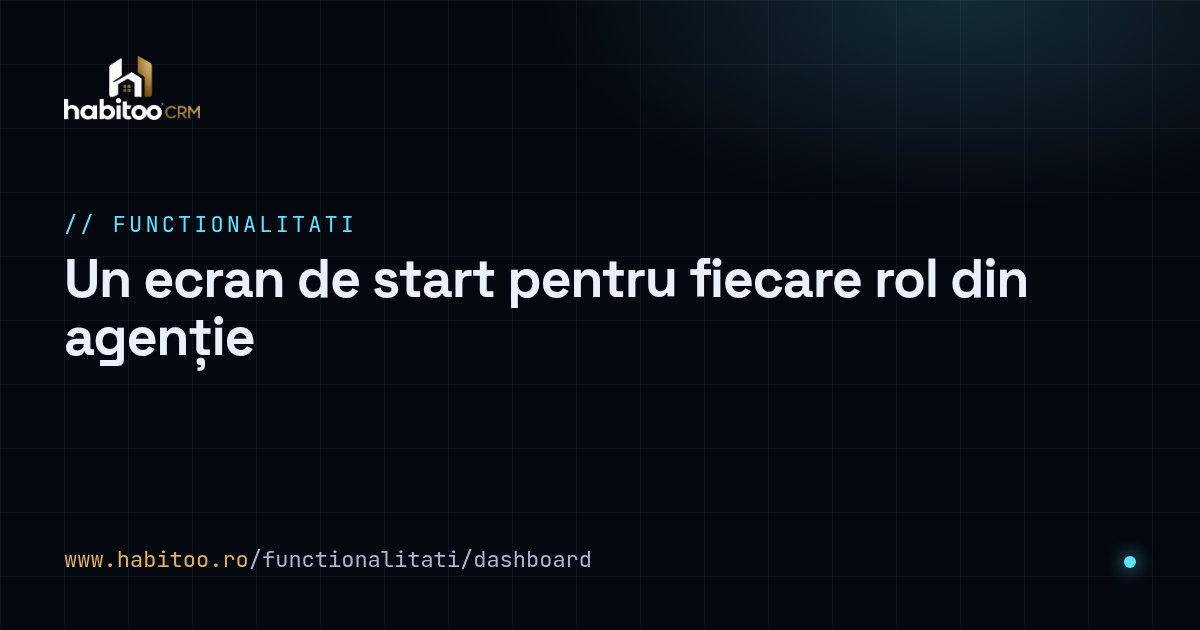 habitoo CRM
// FUNCTIONALITATI
Un ecran de start pentru fiecare rol din
agenție
www.habitoo.ro/functionalitati/dashboard